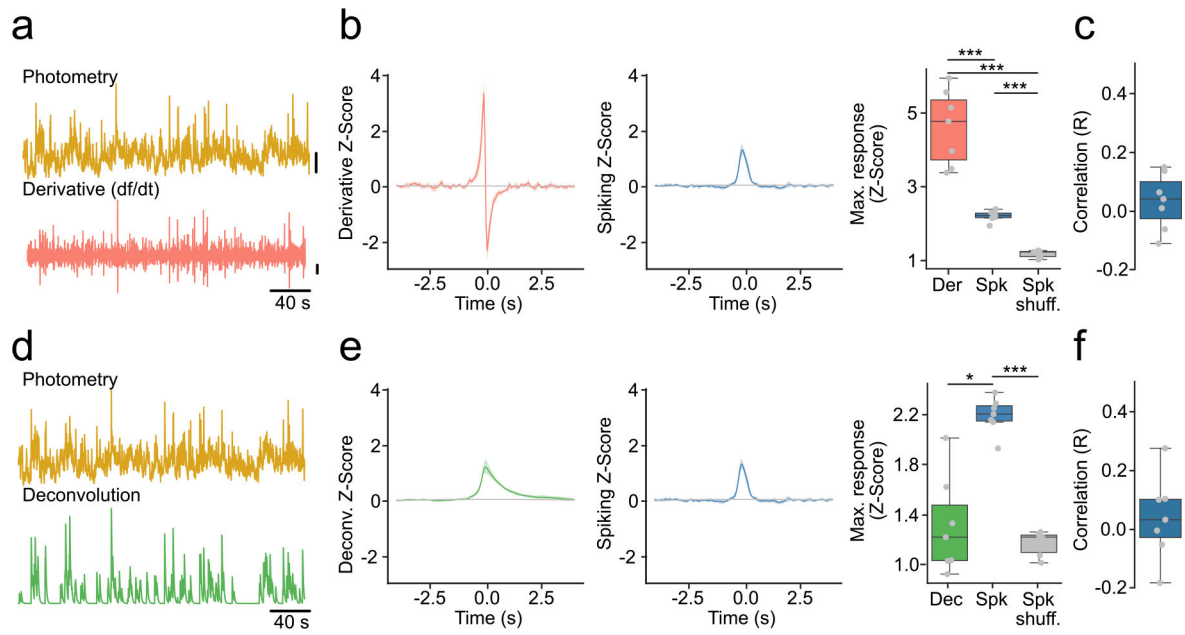 a
Photometry
Derivative (df/dt)
40 s
b
Derivative Z-Score
4
2
0
-2
-2.5
0.0
2.5
Time (s)
Spiking Z-Score
4
2
0
-2
-2.5
0.0
2.5
Time (s)
Max. response
(Z-Score)
5
3
1
***
***
***
Der
Spk
Spk
shuff.
c
Correlation (R)
0.4
0.2
0.0
-0.2
d
Photometry
Deconvolution
40 s
e
Deconv. Z-Score
4
2
0
-2
-2.5
0.0
2.5
Time (s)
Spiking Z-Score
4
2
0
-2
-2.5
0.0
2.5
Time (s)
Max. response
(Z-Score)
2.2
1.8
1.4
1.0
*
***
Dec
Spk
Spk
shuff.
f
Correlation (R)
0.4
0.2
0.0
-0.2